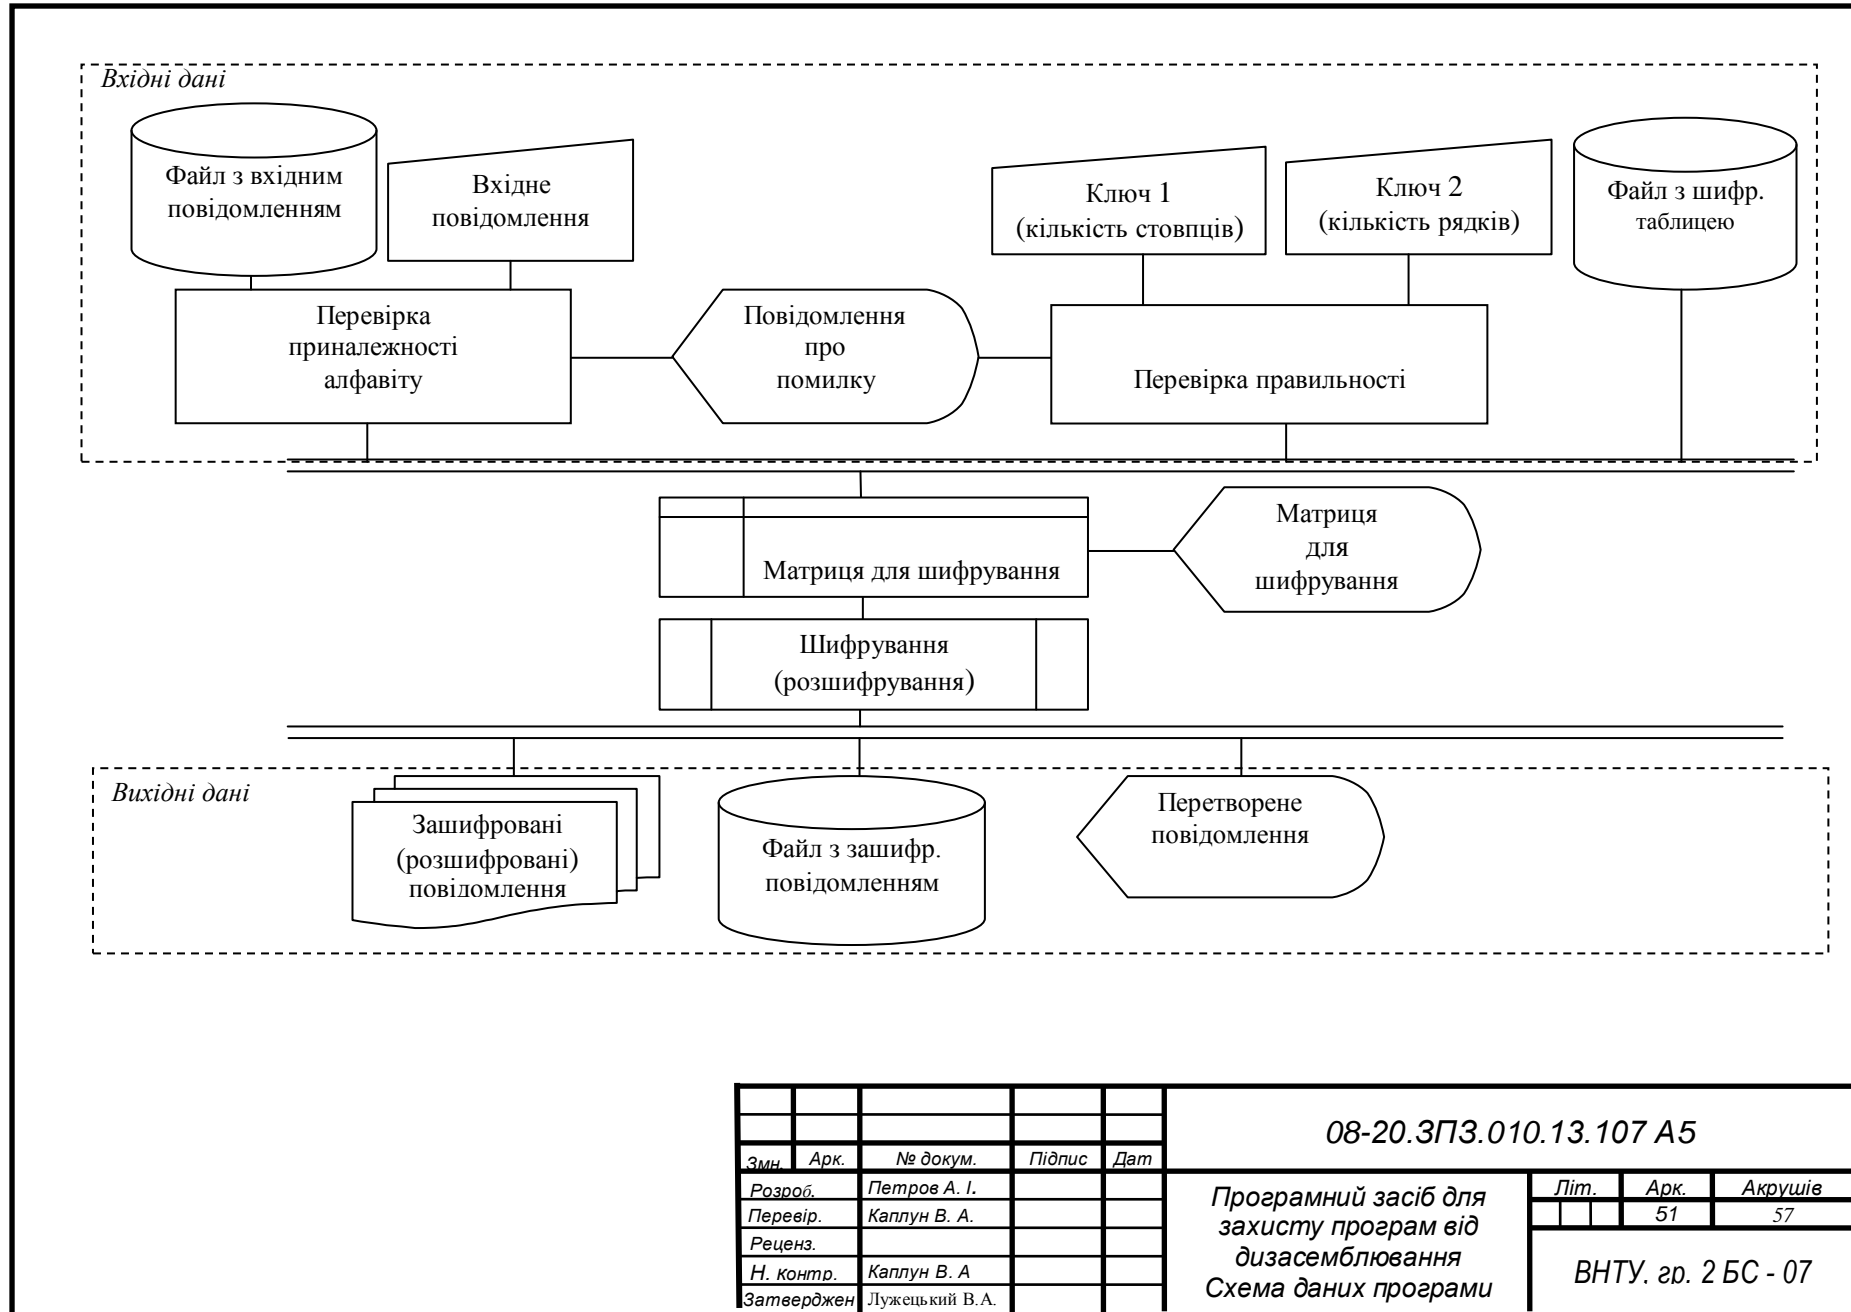 Вхідні дані
Файл з вхідним
повідомленням
Вхідне
повідомлення
Ключ 1
(кількість стовпців)
Ключ 2
(кількість рядків)
Файл з шифр.
таблицею
Перевірка
приналежності
алфавіту
Повідомлення
про
помилку
Перевірка правильності
Матриця для шифрування
Матриця
для
шифрування
Шифрування
(розшифрування)
Вихідні дані
Зашифровані
(розшифровані)
повідомлення
Файл з зашифр.
повідомленням
Перетворене
повідомлення
08-20.ЗПЗ.010.13.107 А5
Змн. Арк. № докум. Підпис Дат
Розроб. Петров А. І.
Перевір. Каплун В. А.
Реценз.
Н. контр. Каплун В. А
Затверджен Лужецький В.А.
Програмний засіб для
захисту програм від
дизасемблювання
Схема даних програми
Літ. Арк. Акрушів
51 57
ВНТУ, гр. 2 БС - 07